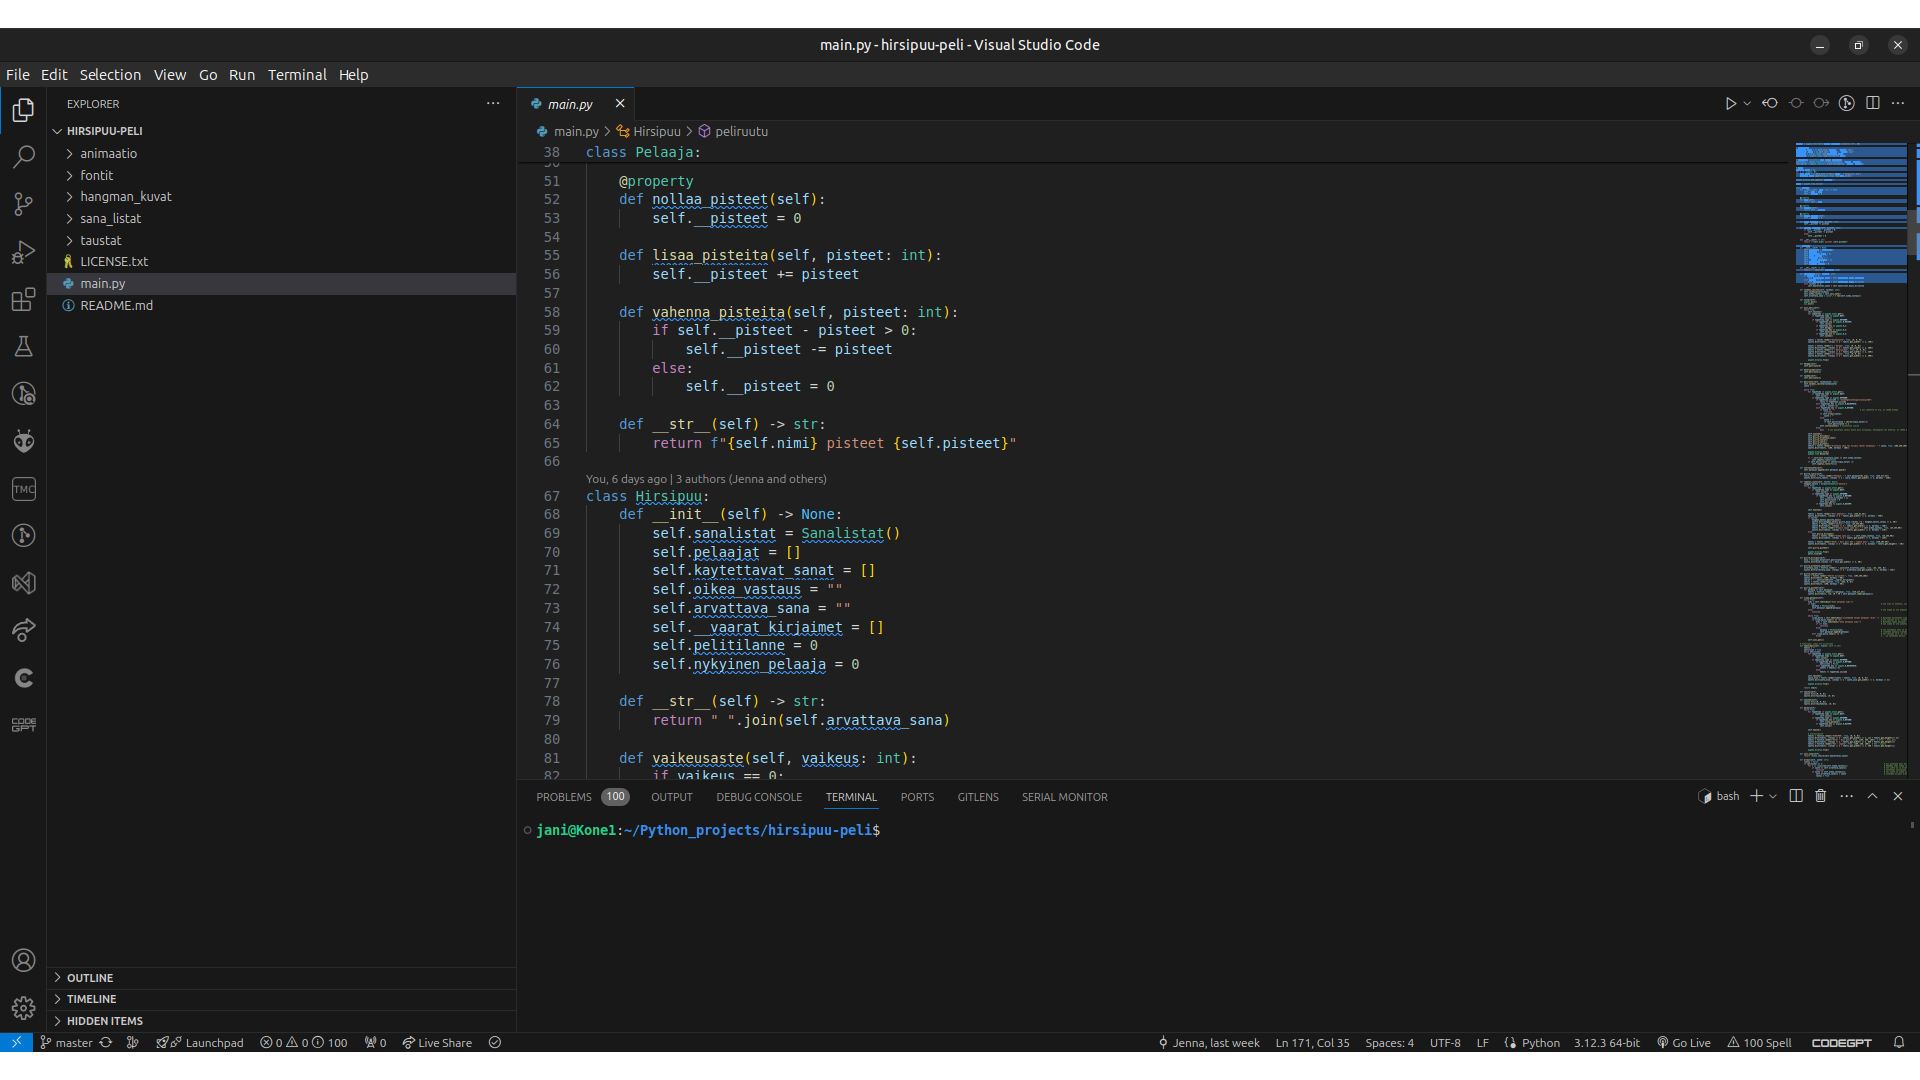 main.py - hirsipuu-peli - Visual Studio Code
File Edit Selection View Go Run Terminal Help
EXPLORER
HIRSIPUU-PELI
animaatio
fontit
hangman_kuvat
sana_listat
taustat
LICENSE.txt
main.py
README.md
OUTLINE
TIMELINE
HIDDEN ITEMS
TMC
CODE
GPT
main.py
main.py > Hirsipuu > peliruutu
38 class Pelaaja:
51 @property
52 def nollaa_pisteet(self):
53 self.__pisteet = 0
54
55 def lisaa_pisteita(self, pisteet: int):
56 self.__pisteet += pisteet
57
58 def vahenna_pisteita(self, pisteet: int):
59 if self.__pisteet - pisteet > 0:
60 self.__pisteet -= pisteet
61 else:
62 self.__pisteet = 0
63
64 def __str__(self) -> str:
65 return f"{self.nimi} pisteet {self.pisteet}"
66
You, 6 days ago | 3 authors (Jenna and others)
67 class Hirsipuu:
68 def __init__(self) -> None:
69 self.sanalistat = Sanalistat()
70 self.pelaajat = []
71 self.kaytettavat_sanat = []
72 self.oikea_vastaus = ""
73 self.arvattava_sana = ""
74 self.__vaarat_kirjaimet = []
75 self.pelitilanne = 0
76 self.nykyinen_pelaaja = 0
77
78 def __str__(self) -> str:
79 return " ".join(self.arvattava_sana)
80
81 def vaikeusaste(self, vaikeus: int):
82 if vaikeus == 0:
PROBLEMS 100 OUTPUT DEBUG CONSOLE TERMINAL PORTS GITLENS SERIAL MONITOR
bash
jani@Kone1:~/Python_projects/hirsipuu-peli$
master Launchpad 0 0 100 0 Live Share
Jenna, last week Ln 171, Col 35 Spaces: 4 UTF-8 LF Python 3.12.3 64-bit Go Live 100 Spell CODEGPT